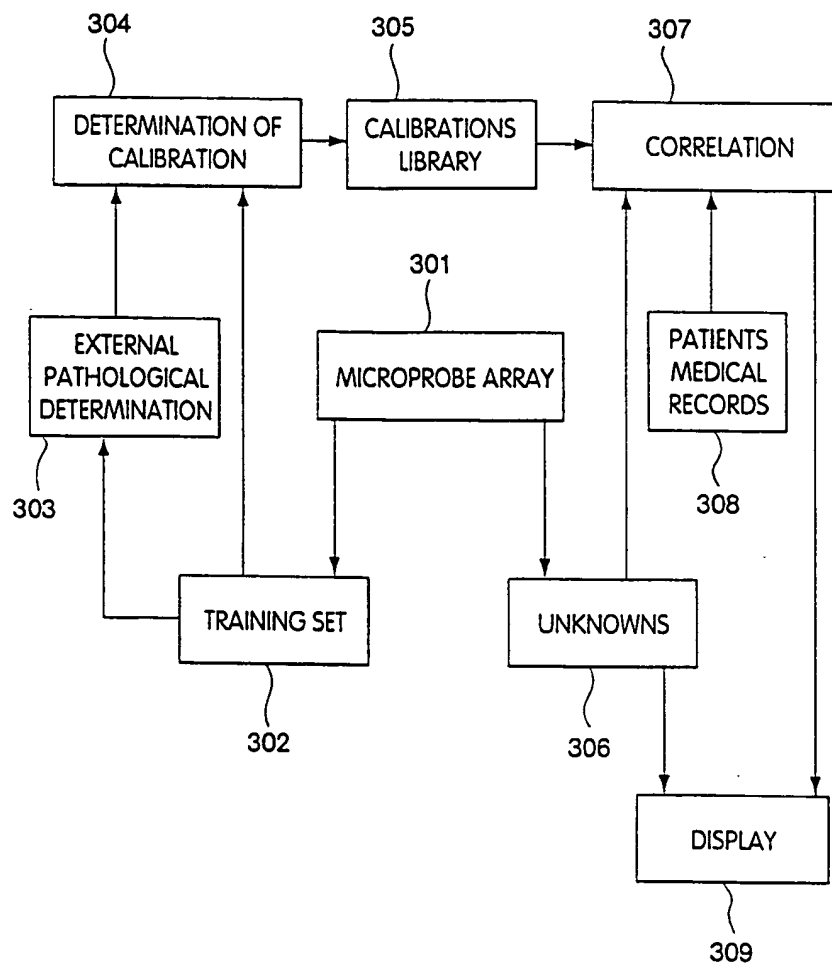 304
305
307
DETERMINATION OF
CALIBRATION
CALIBRATIONS
LIBRARY
CORRELATION
301
EXTERNAL
PATHOLOGICAL
DETERMINATION
MICROPROBE ARRAY
PATIENTS
MEDICAL
RECORDS
303
308
TRAINING SET
UNKNOWNS
302
306
DISPLAY
309